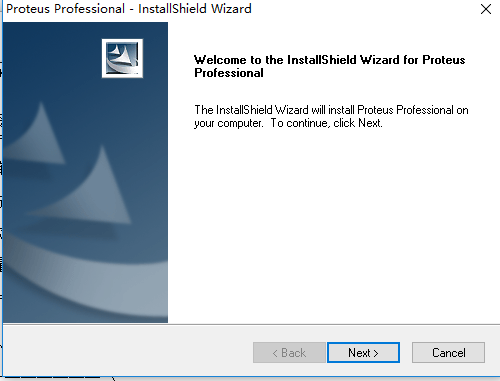 Proteus Professional - InstallShield Wizard
Welcome to the InstallShield Wizard for Proteus
Professional
The InstallShield Wizard will install Proteus Professional on
your computer.  To continue, click Next.
< Back
Next >
Cancel